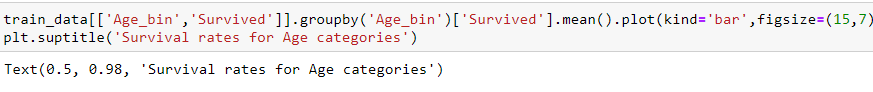 train_data[['Age_bin','Survived']].groupby('Age_bin')['Survived'].mean().plot(kind='bar',figsize=(15,7)
plt.suptitle('Survival rates for Age categories')
Text(0.5, 0.98, 'Survival rates for Age categories')